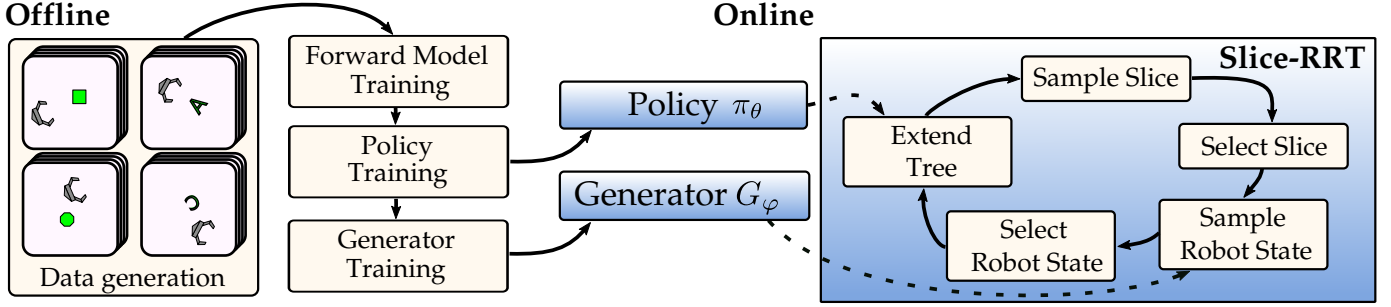 Offline
Data generation
Forward Model
Training
Policy
Training
Generator
Training
Policy πθ
Generator Gφ
Online
Slice-RRT
Sample Slice
Select Slice
Sample
Robot State
Select
Robot State
Extend
Tree